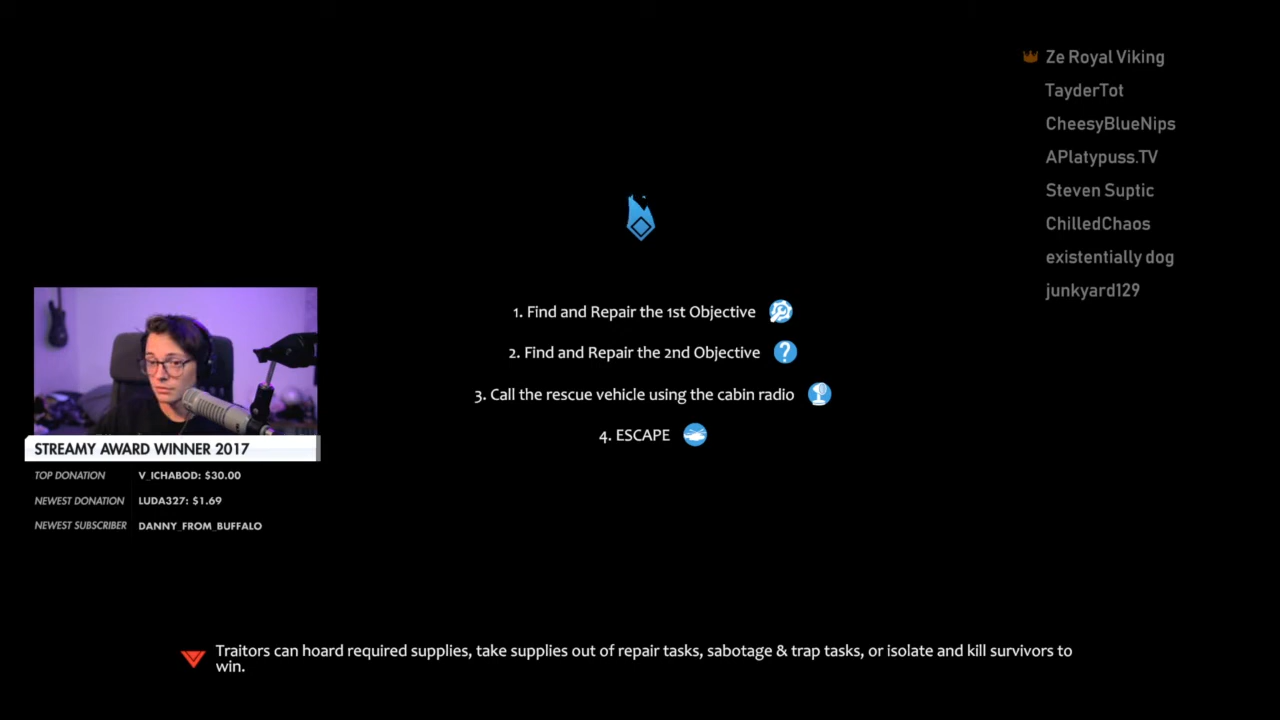 Ze Royal Viking
TayderTot
CheesyBlueNips
APlatypuss.TV
Steven Suptic
ChilledChaos
existentially dog
junkyard129
1. Find and Repair the 1st Objective
2. Find and Repair the 2nd Objective
?
3. Call the rescue vehicle using the cabin radio
4. ESCAPE
STREAMY AWARD WINNER 2017
TOP DONATION V_ICHABOD: $30.00
NEWEST DONATION LUDA327: $1.69
NEWEST SUBSCRIBER DANNY_FROM_BUFFALO
Traitors can hoard required supplies, take supplies out of repair tasks, sabotage & trap tasks, or isolate and kill survivors to
win.